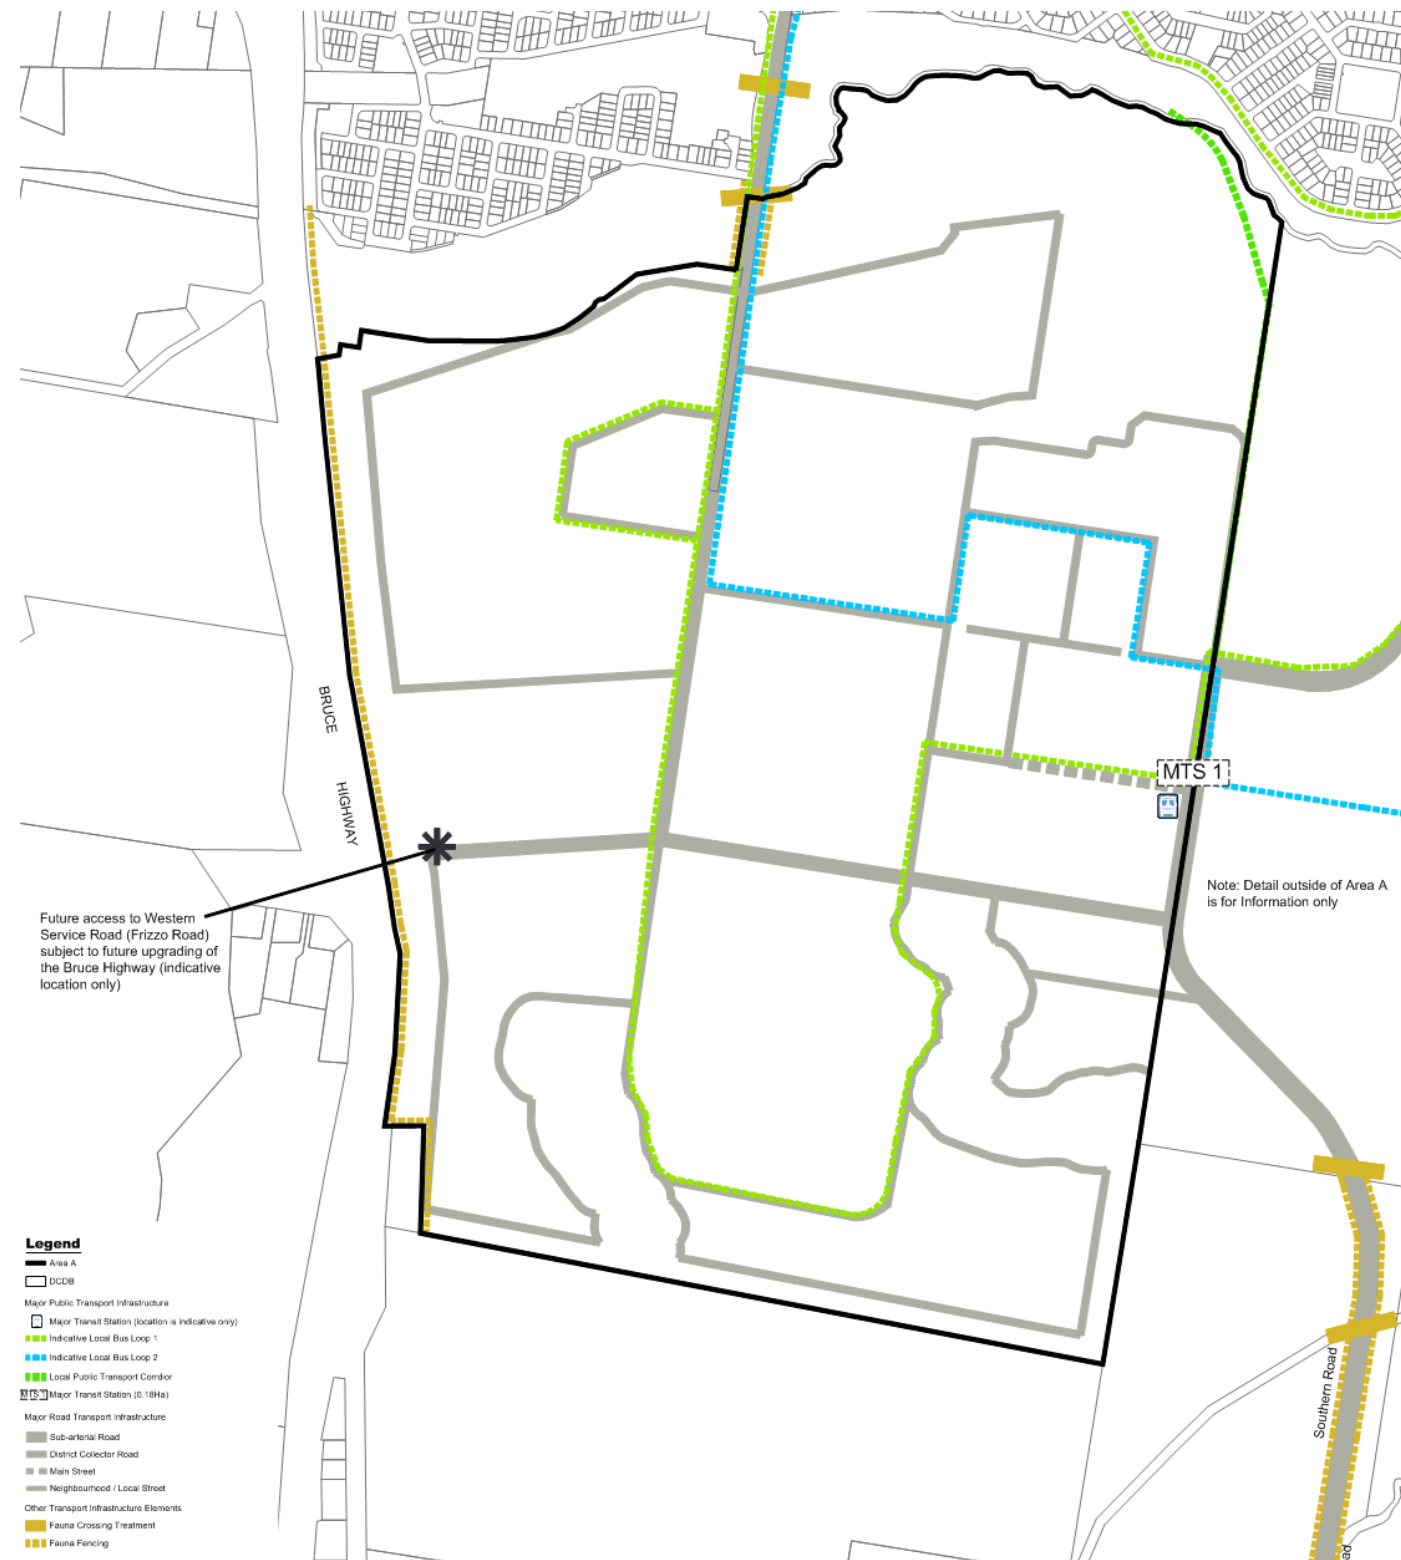 BRUCE
HIGHWAY
MTS 1
Note: Detail outside of Area A
is for Information only
Future access to Western
Service Road (Frizzo Road)
subject to future upgrading of
the Bruce Highway (indicative
location only)
Southern Road
ad
Legend
Area A
DCDB
Major Public Transport Infrastructure
Major Transit Station (location is indicative only)
Indicative Local Bus Loop 1
Indicative Local Bus Loop 2
Local Public Transport Corridor
MTS 1 Major Transit Station (0.18Ha)
Major Road Transport Infrastructure
Sub-arterial Road
District Collector Road
Main Street
Neighbourhood / Local Street
Other Transport Infrastructure Elements
Fauna Crossing Treatment
Fauna Fencing